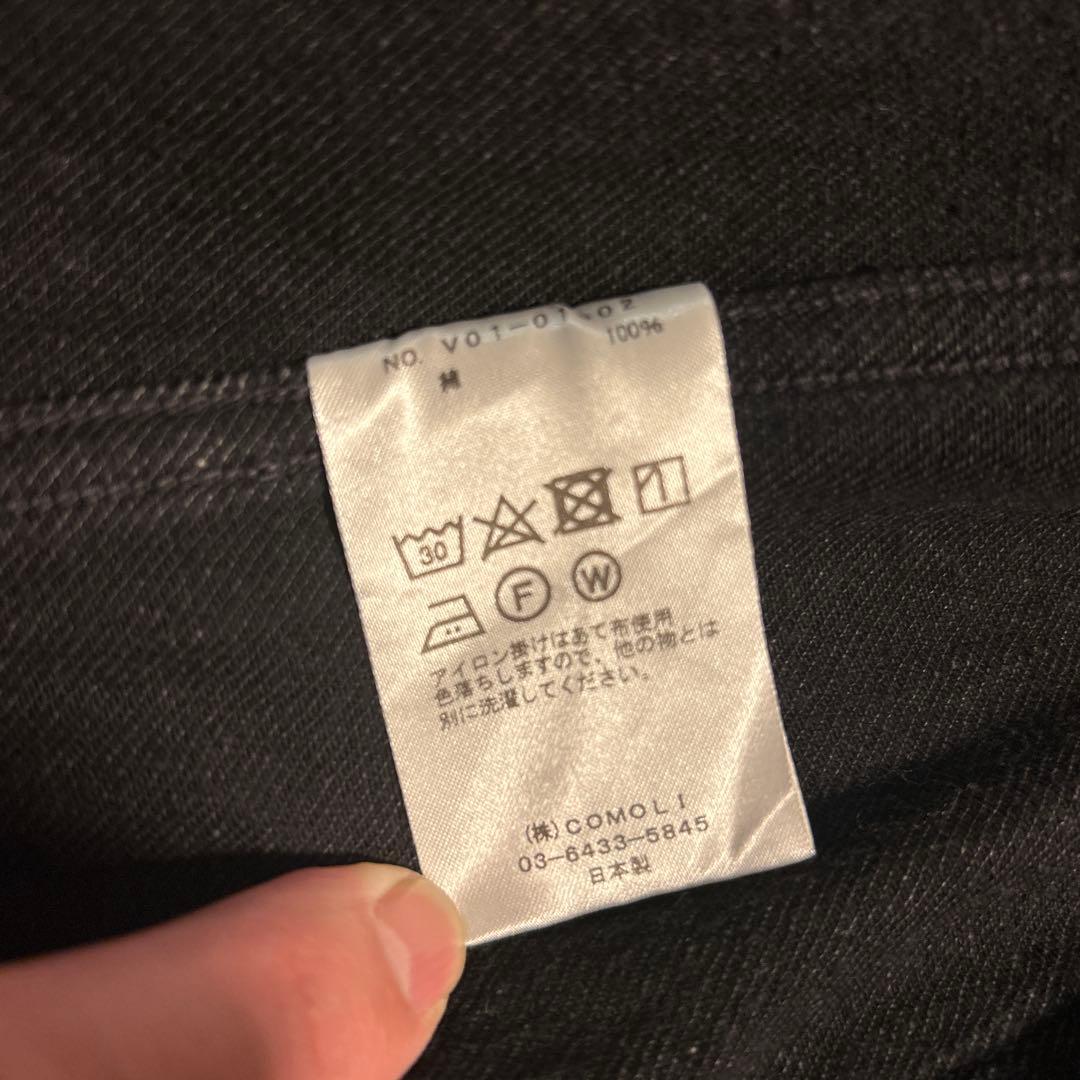 NO. V01-01502
綿 100%
30
F W
アイロン掛けはあて布使用
色落ちしますので、他の物とは
別に洗濯してください。
(株)COMOLI
03-6433-5845
日本製